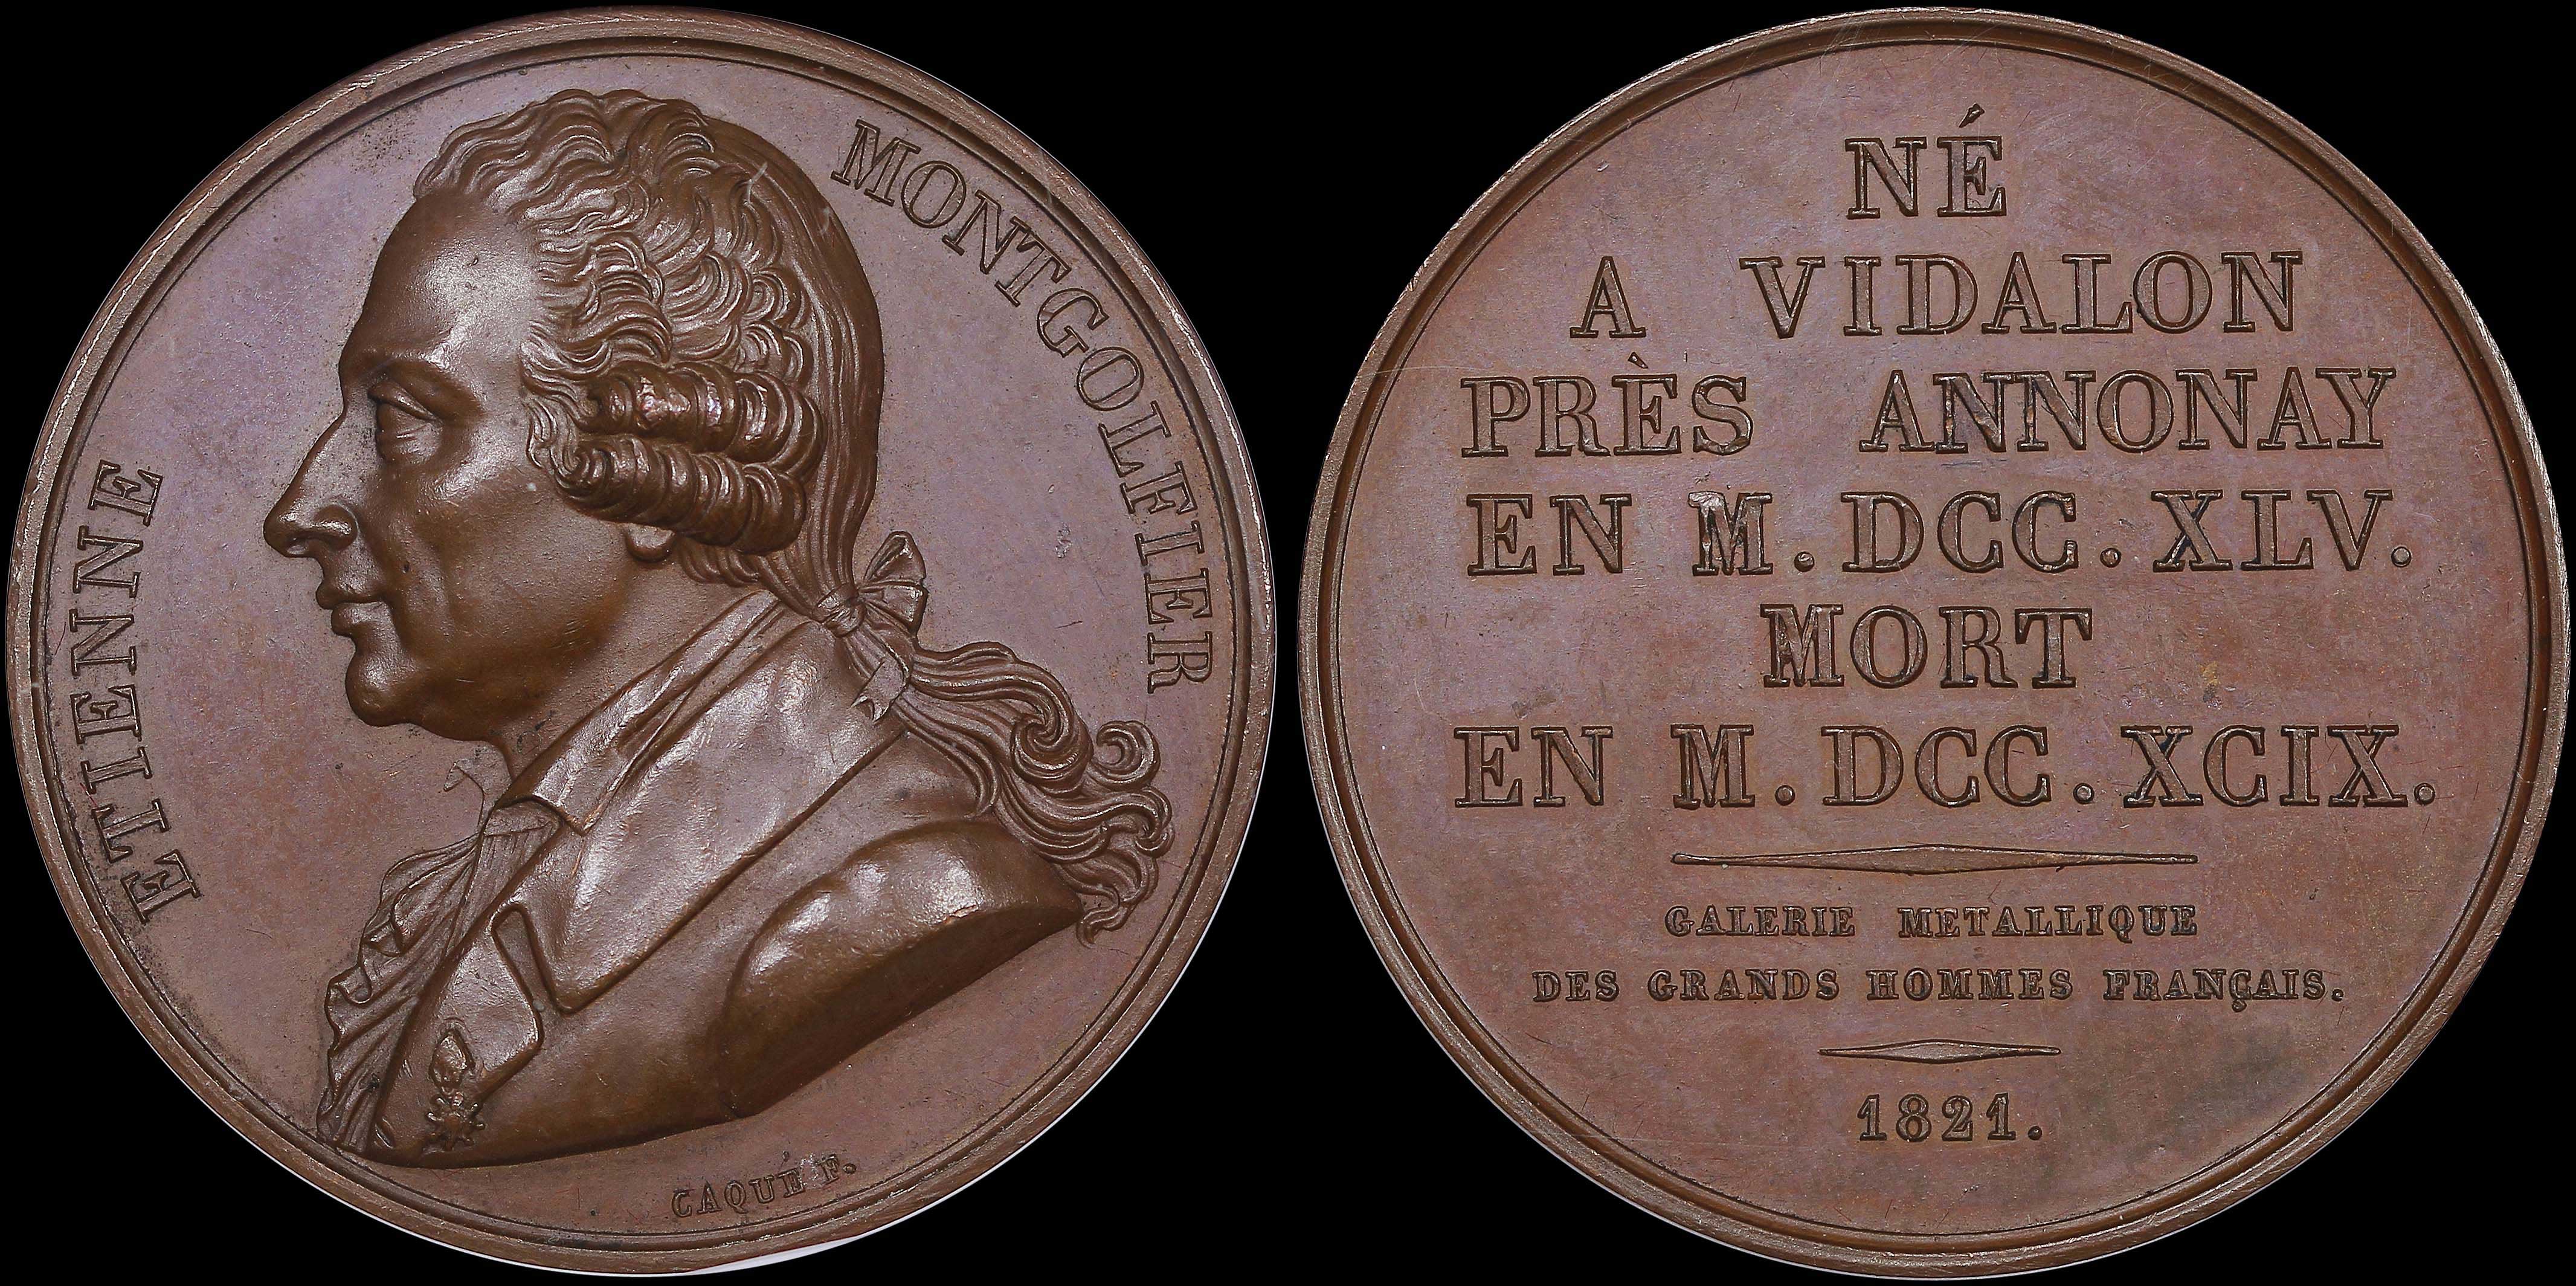 ETIENNE
MONTGOLFIER
CAQUÉ F.
NÉ
A VIDALON
PRÈS ANNONAY
EN M. DCC. XLV.
MORT
EN M. DCC. XCIX.
GALERIE METALLIQUE
DES GRANDS HOMMES FRANÇAIS.
1821.